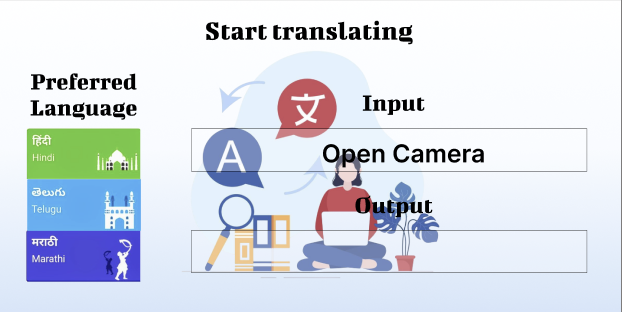 Start translating
Preferred
Language
हिंदी
Hindi
తెలుగు
Telugu
मराठी
Marathi
Input
文
A
Open Camera
Output